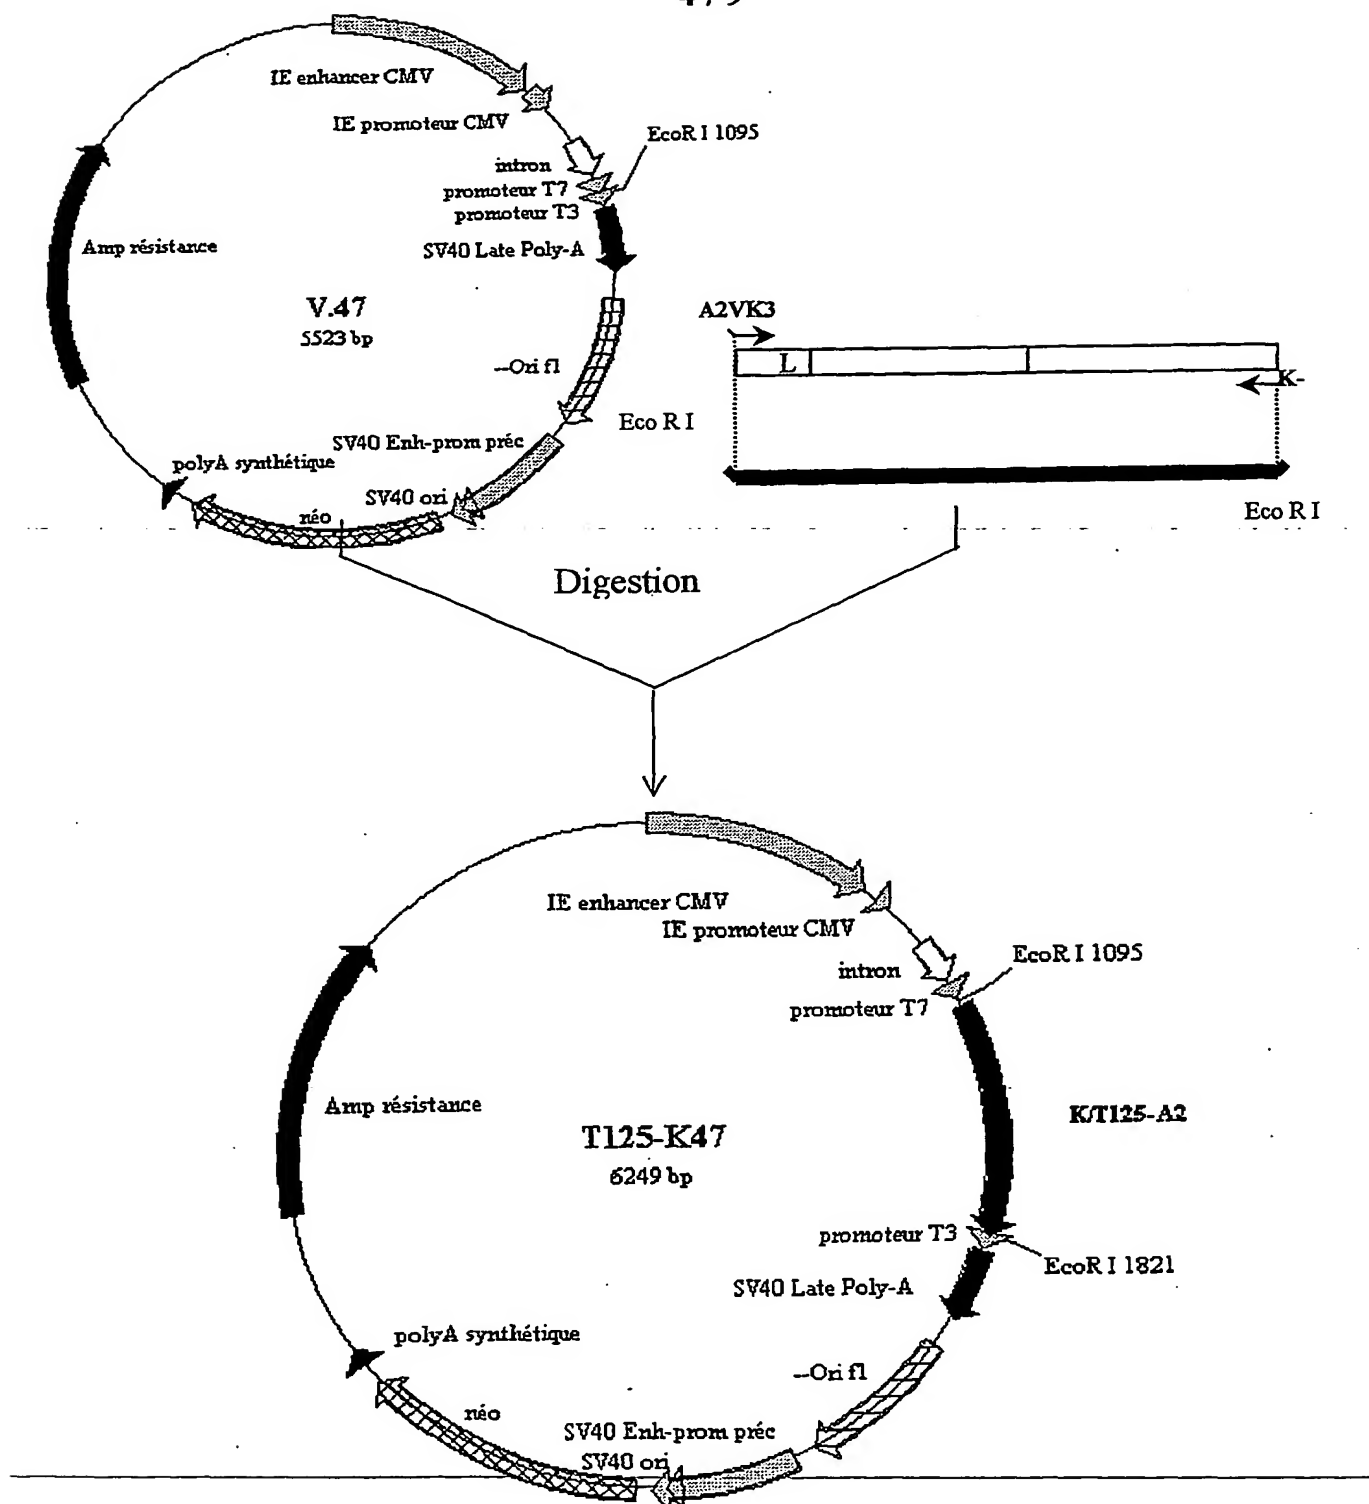 4/9
IE enhancer CMV
IE promoteur CMV
EcoR I 1095
intron
promoteur T7
promoteur T3
Amp résistance
SV40 Late Poly-A
V.47
5523 bp
A2VK3
L
--Ori f1
K-
Eco R I
SV40 Enh-prom préc
polyA synthétique
SV40 ori
néo
Eco R I
Digestion
IE enhancer CMV
IE promoteur CMV
EcoR I 1095
intron
promoteur T7
Amp résistance
K/T125-A2
T125-K47
6249 bp
promoteur T3
EcoR I 1821
SV40 Late Poly-A
polyA synthétique
--Ori f1
néo
SV40 Enh-prom préc
SV40 ori